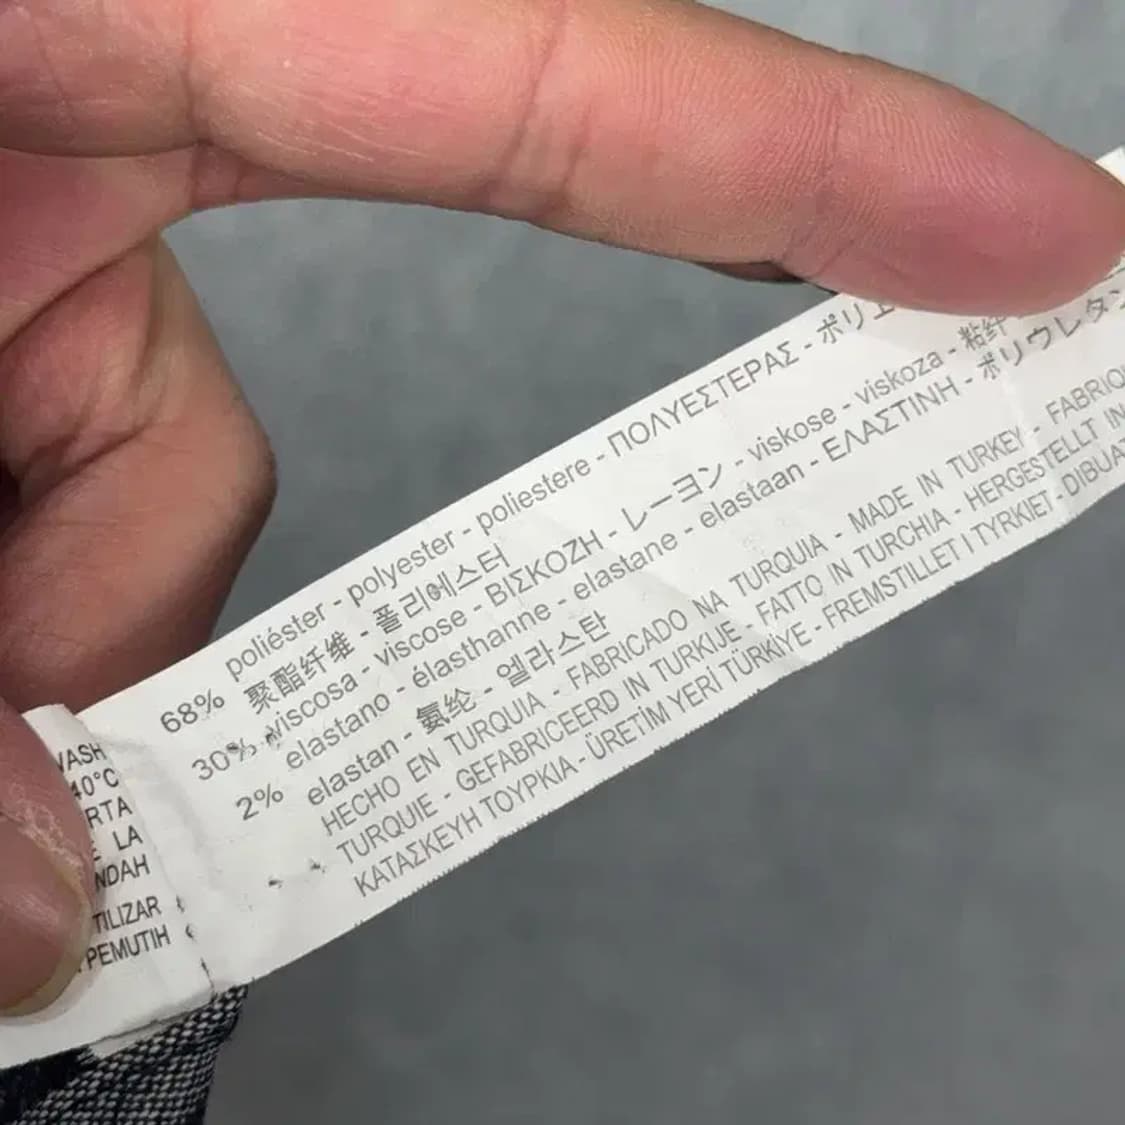 68% poliéster - polyester - poliestere - ΠΟΛΥΕΣΤΕΡΑΣ - ポリエ
聚酯纤维 - 폴리에스터
30% viscosa - viscose - ΒΙΣΚΟΖΗ - レーヨン - viskose - viskoza - 粘纤
2% elastano - élasthanne - elastane - elastaan - ΕΛΑΣΤΙΝΗ - ポリウレタン
elastan - 氨纶 - 엘라스탄
HECHO EN TURQUIA - FABRICADO NA TURQUIA - MADE IN TURKEY - FABRIQU
TURQUIE - GEFABRICEERD IN TURKIJE - FATTO IN TURCHIA - HERGESTELLT IN
ΚΑΤΑΣΚΕΥΗ ΤΟΥΡΚΙΑ - ÜRETİM YERİ TÜRKİYE - FREMSTILLET I TYRKIET - DIBUAT
WASH
40°C
RTA
E LA
NDAH
TILIZAR
PEMUTIH